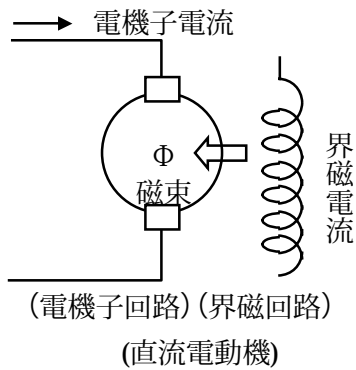 電機子電流
Φ
磁束
界磁電流
(電機子回路)(界磁回路)
(直流電動機)